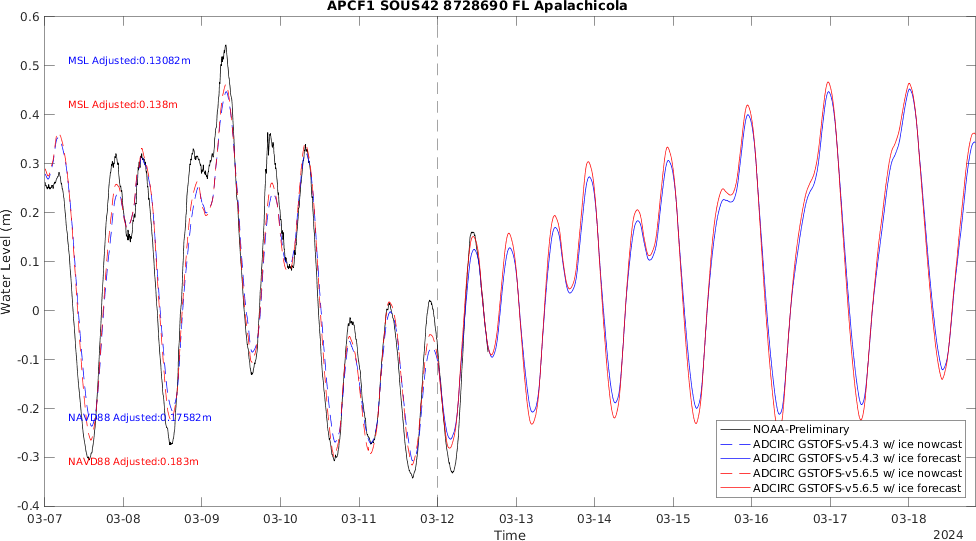 APCF1 SOUS42 8728690 FL Apalachicola
0.6
0.5
0.4
0.3
0.2
0.1
0
-0.1
-0.2
-0.3
-0.4
Water Level (m)
MSL Adjusted:0.13082m
MSL Adjusted:0.138m
NAVD88 Adjusted:0.17582m
NAVD88 Adjusted:0.183m
NOAA-Preliminary
ADCIRC GSTOFS-v5.4.3 w/ ice nowcast
ADCIRC GSTOFS-v5.4.3 w/ ice forecast
ADCIRC GSTOFS-v5.6.5 w/ ice nowcast
ADCIRC GSTOFS-v5.6.5 w/ ice forecast
03-07 03-08 03-09 03-10 03-11 03-12 03-13 03-14 03-15 03-16 03-17 03-18
Time
2024